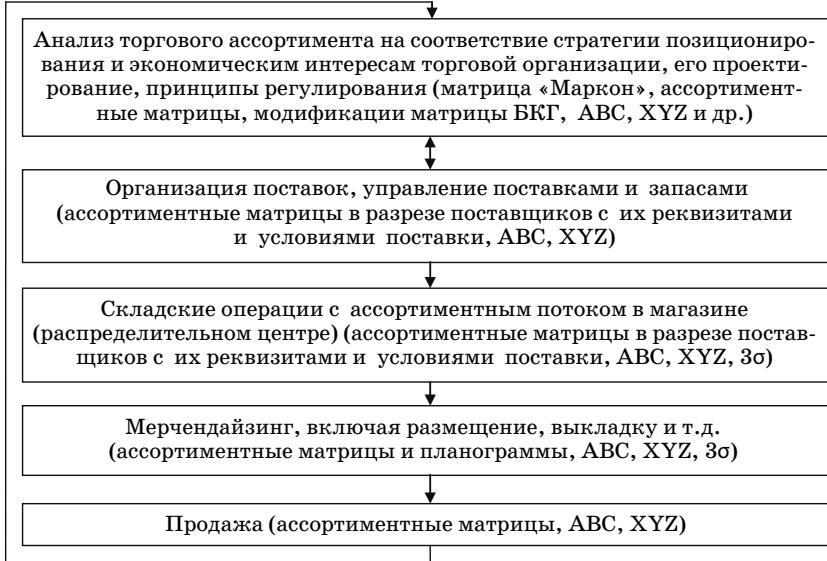 Анализ торгового ассортимента на соответствие стратегии позициониро-
вания и экономическим интересам торговой организации, его проекти-
рование, принципы регулирования (матрица «Маркон», ассортимент-
ные матрицы, модификации матрицы БКГ, ABC, XYZ и др.)
Организация поставок, управление поставками и запасами
(ассортиментные матрицы в разрезе поставщиков с их реквизитами
и условиями поставки, ABC, XYZ)
Складские операции с ассортиментным потоком в магазине
(распределительном центре) (ассортиментные матрицы в разрезе постав-
щиков с их реквизитами и условиями поставки, ABC, XYZ, 3σ)
Мерчендайзинг, включая размещение, выкладку и т.д.
(ассортиментные матрицы и планограммы, ABC, XYZ, 3σ)
Продажа (ассортиментные матрицы, ABC, XYZ)